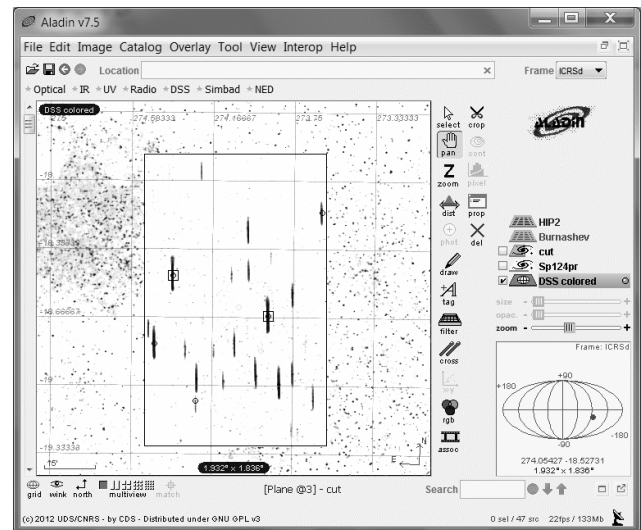 Aladin v7.5
File Edit Image Catalog Overlay Tool View Interop Help
Location
Frame ICRSd
Optical IR UV Radio DSS Simbad NED
DSS colored
275 274.58333 274.16667 273.75 273.33333
-18
-18.33333
-18.66667
-19
-19.33338
15'
1.932° x 1.836°
N
E
select crop
pan cont
zoom pixel
dist prop
phot del
draw
tag
filter
cross
xy
rgb
assoc
Aladin
HIP2
Burnashev
cut
Sp124pr
DSS colored
size - +
opac. - +
zoom - +
Frame: ICRSd
+90
+180
-180
-90
274.05427 -18.52731
1.932° x 1.836°
grid wink north multiview match
[Plane @3] - cut
Search
(c) 2012 UDS/CNRS - by CDS - Distributed under GNU GPL v3
0 sel / 47 src 22fps / 133Mb